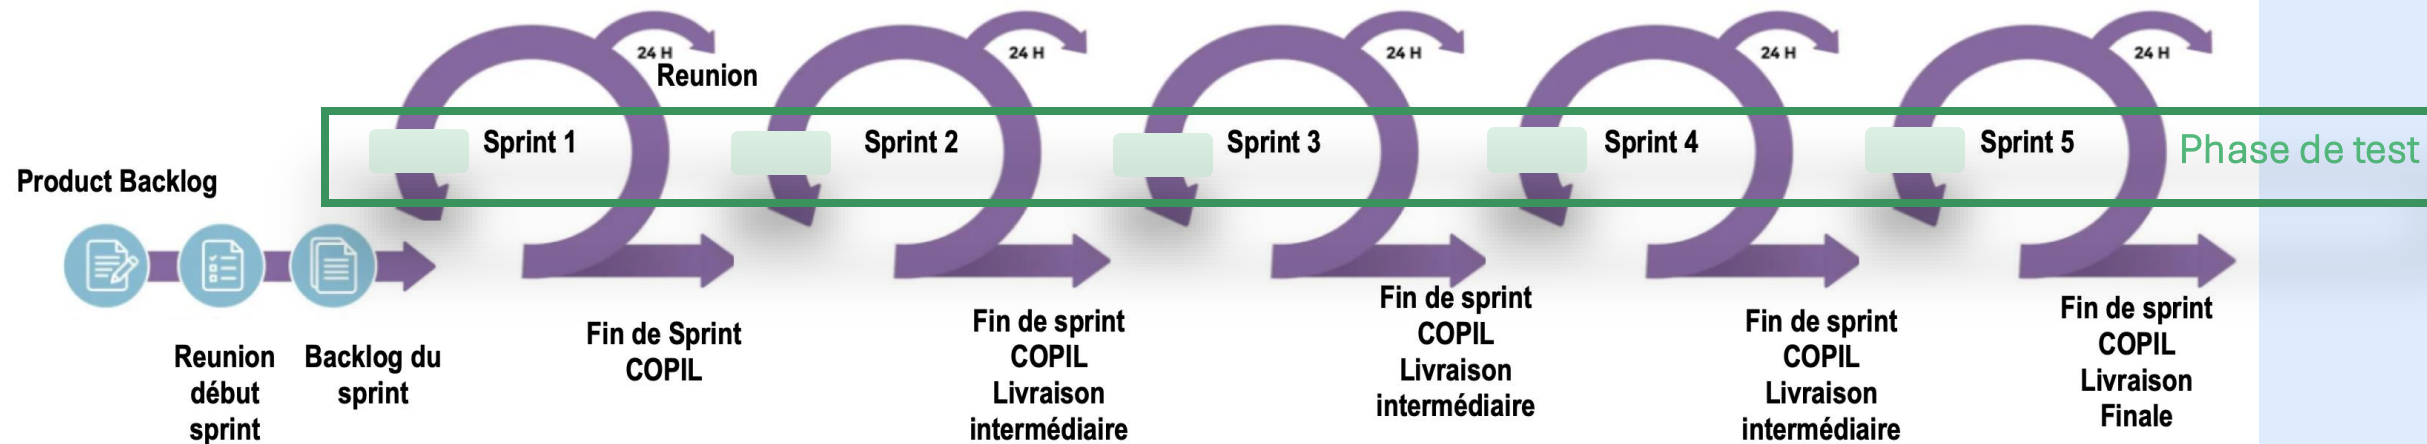 24 H
Reunion
24 H
24 H
24 H
24 H
Sprint 1
Sprint 2
Sprint 3
Sprint 4
Sprint 5
Phase de test
Product Backlog
Reunion
début
sprint
Backlog du
sprint
Fin de Sprint
COPIL
Fin de sprint
COPIL
Livraison
intermédiaire
Fin de sprint
COPIL
Livraison
intermédiaire
Fin de sprint
COPIL
Livraison
intermédiaire
Fin de sprint
COPIL
Livraison
Finale